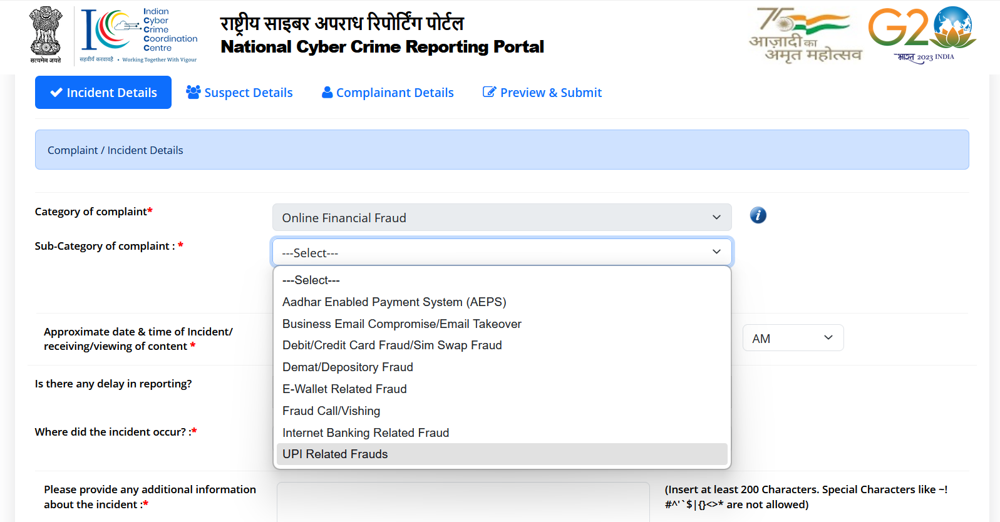 सत्यमेव जयते
Indian
Cyber
Crime
Coordination
Centre
सहवीर्यं करवावहै • Working Together With Vigour
राष्ट्रीय साइबर अपराध रिपोर्टिंग पोर्टल
National Cyber Crime Reporting Portal
75
आज़ादी का
अमृत महोत्सव
G20
भारत 2023 INDIA
Incident Details
Suspect Details
Complainant Details
Preview & Submit
Complaint / Incident Details
Category of complaint*
Online Financial Fraud
Sub-Category of complaint : *
---Select---
---Select---
Aadhar Enabled Payment System (AEPS)
Business Email Compromise/Email Takeover
Debit/Credit Card Fraud/Sim Swap Fraud
Demat/Depository Fraud
E-Wallet Related Fraud
Fraud Call/Vishing
Internet Banking Related Fraud
UPI Related Frauds
Approximate date & time of Incident/
receiving/viewing of content *
AM
Is there any delay in reporting?
Where did the incident occur? :*
Please provide any additional information
about the incident :*
(Insert at least 200 Characters. Special Characters like ~!
#^'`$|{}<>* are not allowed)